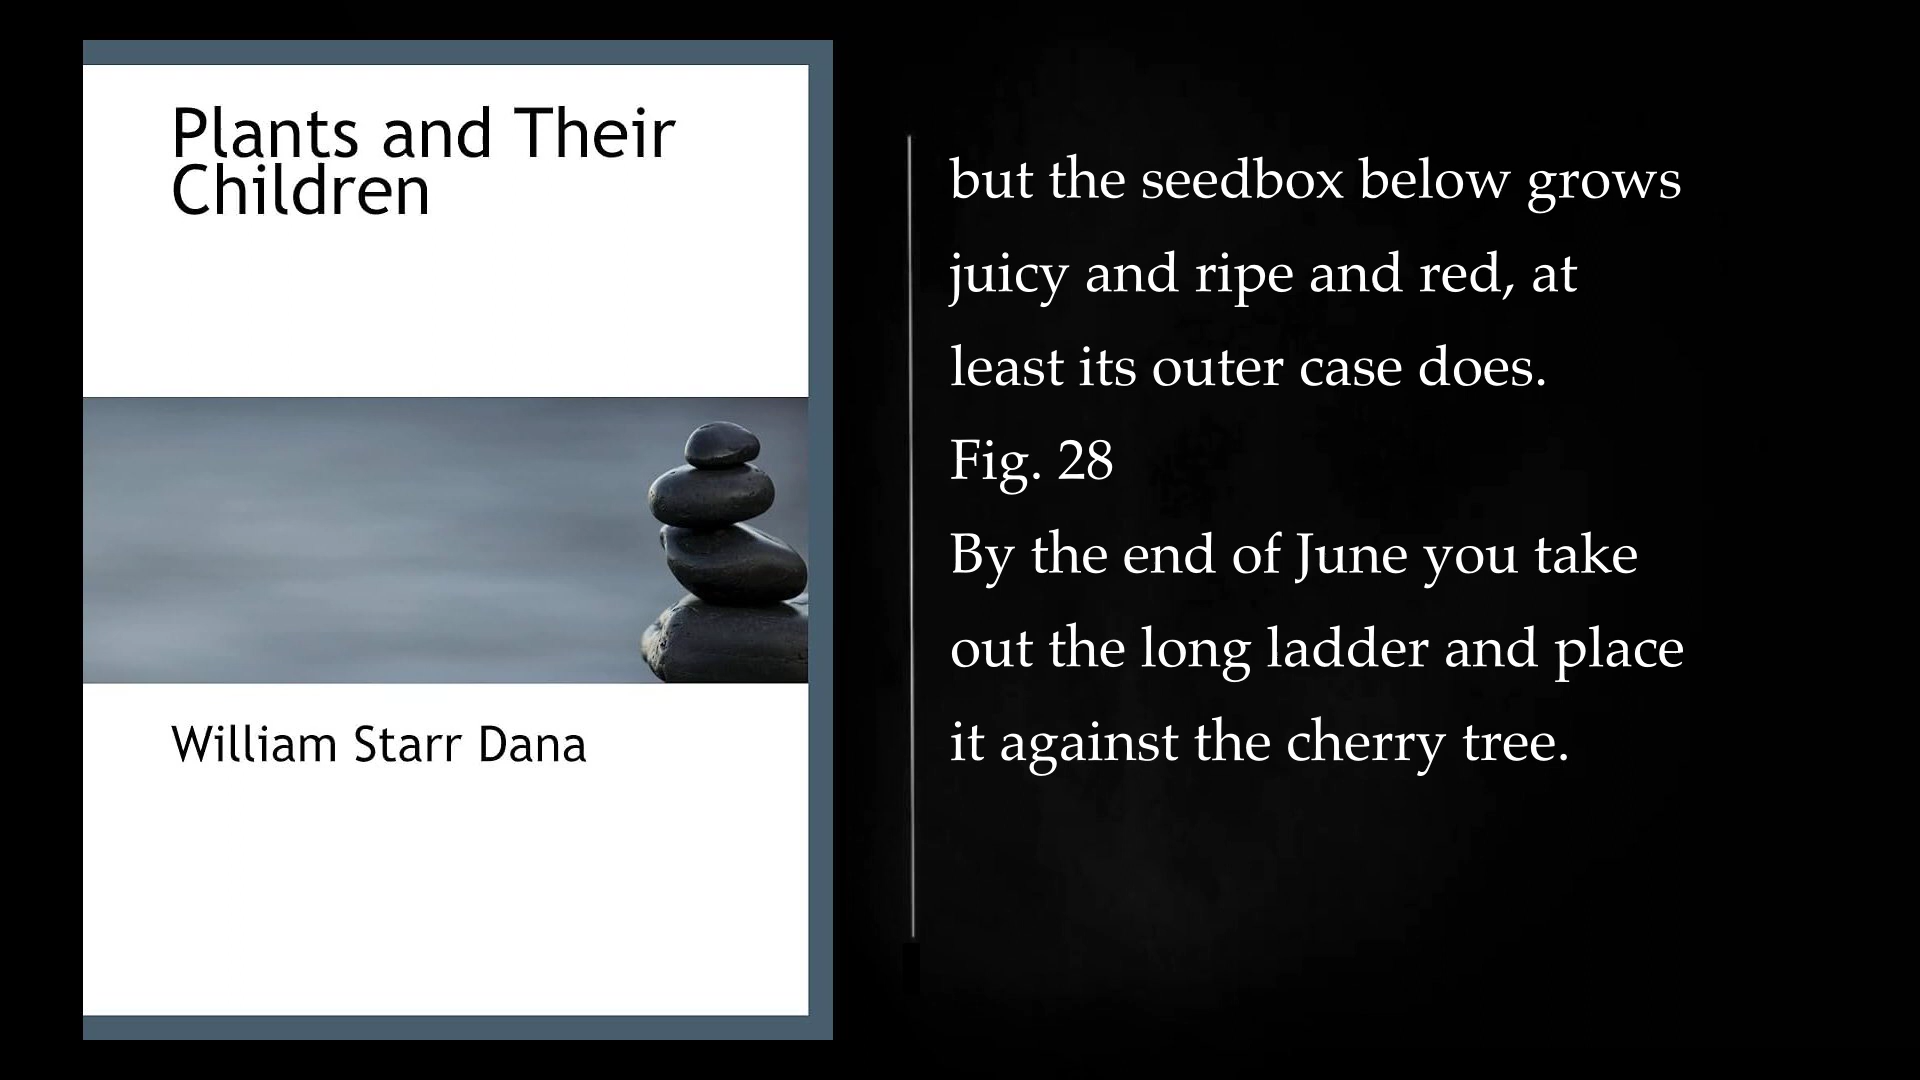 Plants and Their
Children
William Starr Dana
but the seedbox below grows
juicy and ripe and red, at
least its outer case does.
Fig. 28
By the end of June you take
out the long ladder and place
it against the cherry tree.